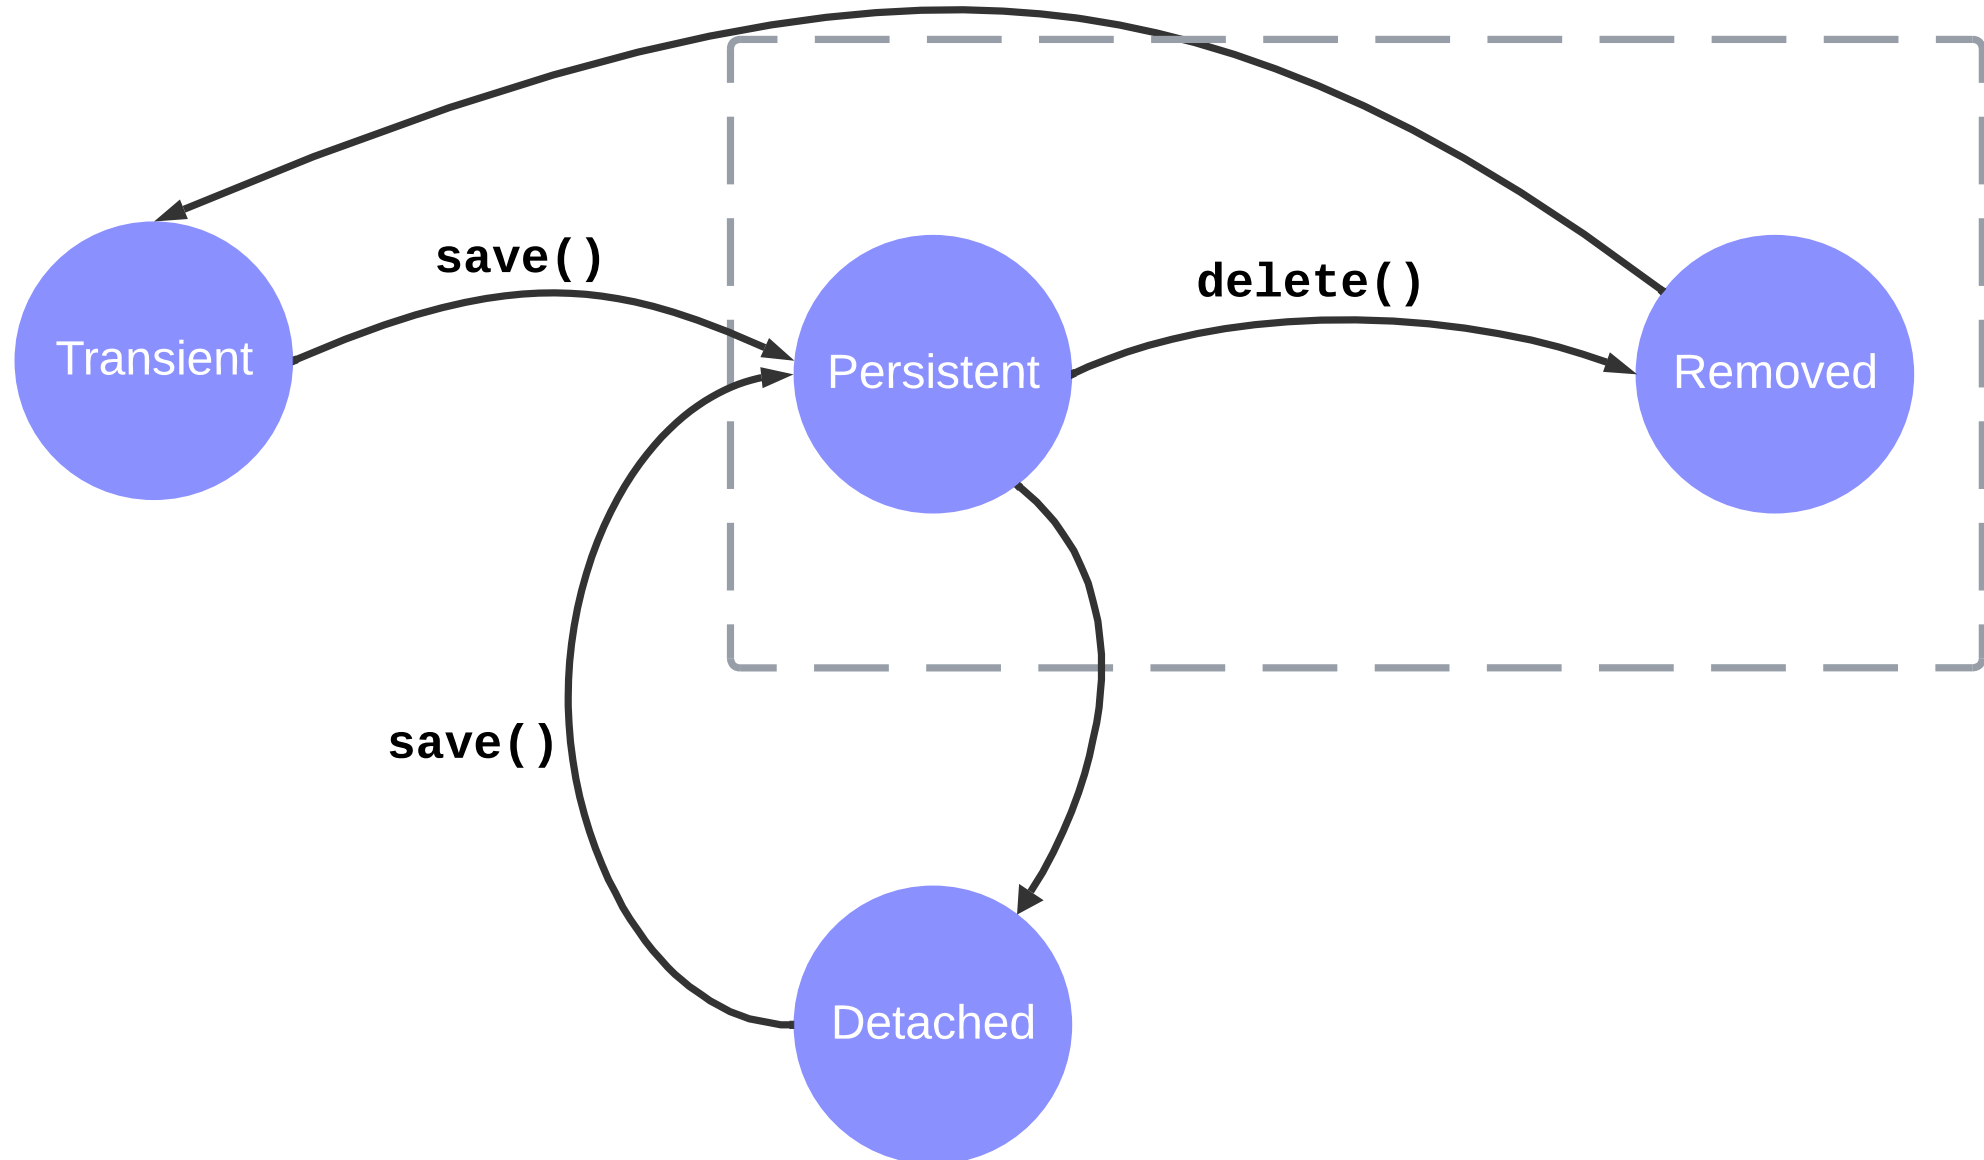 save()
delete()
Transient
Persistent
Removed
save()
Detached